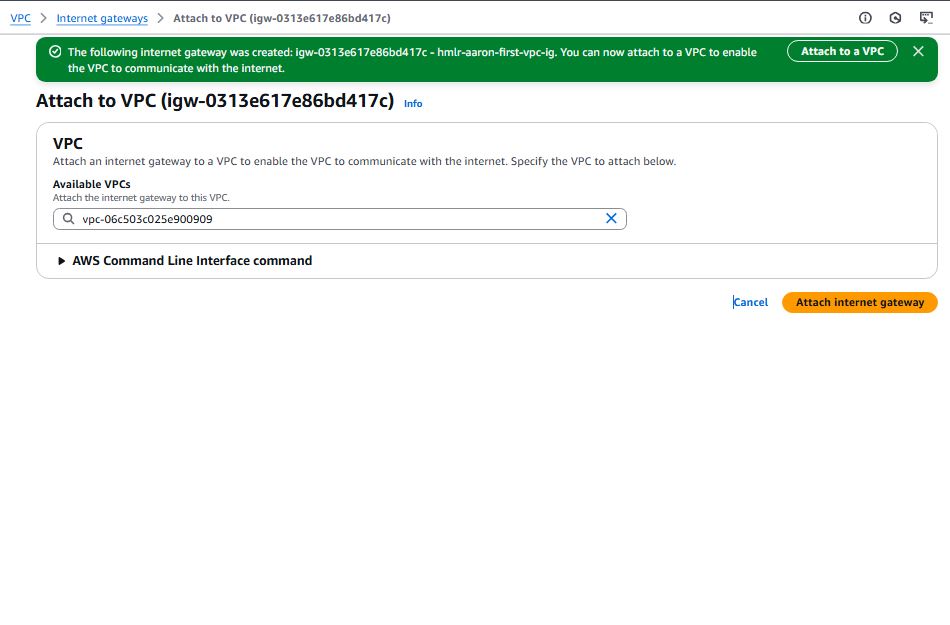 VPC > Internet gateways > Attach to VPC (igw-0313e617e86bd417c)
The following internet gateway was created: igw-0313e617e86bd417c - hmlr-aaron-first-vpc-ig. You can now attach to a VPC to enable
the VPC to communicate with the internet.
Attach to a VPC
Attach to VPC (igw-0313e617e86bd417c) Info
VPC
Attach an internet gateway to a VPC to enable the VPC to communicate with the internet. Specify the VPC to attach below.
Available VPCs
Attach the internet gateway to this VPC.
vpc-06c503c025e900909
AWS Command Line Interface command
Cancel
Attach internet gateway